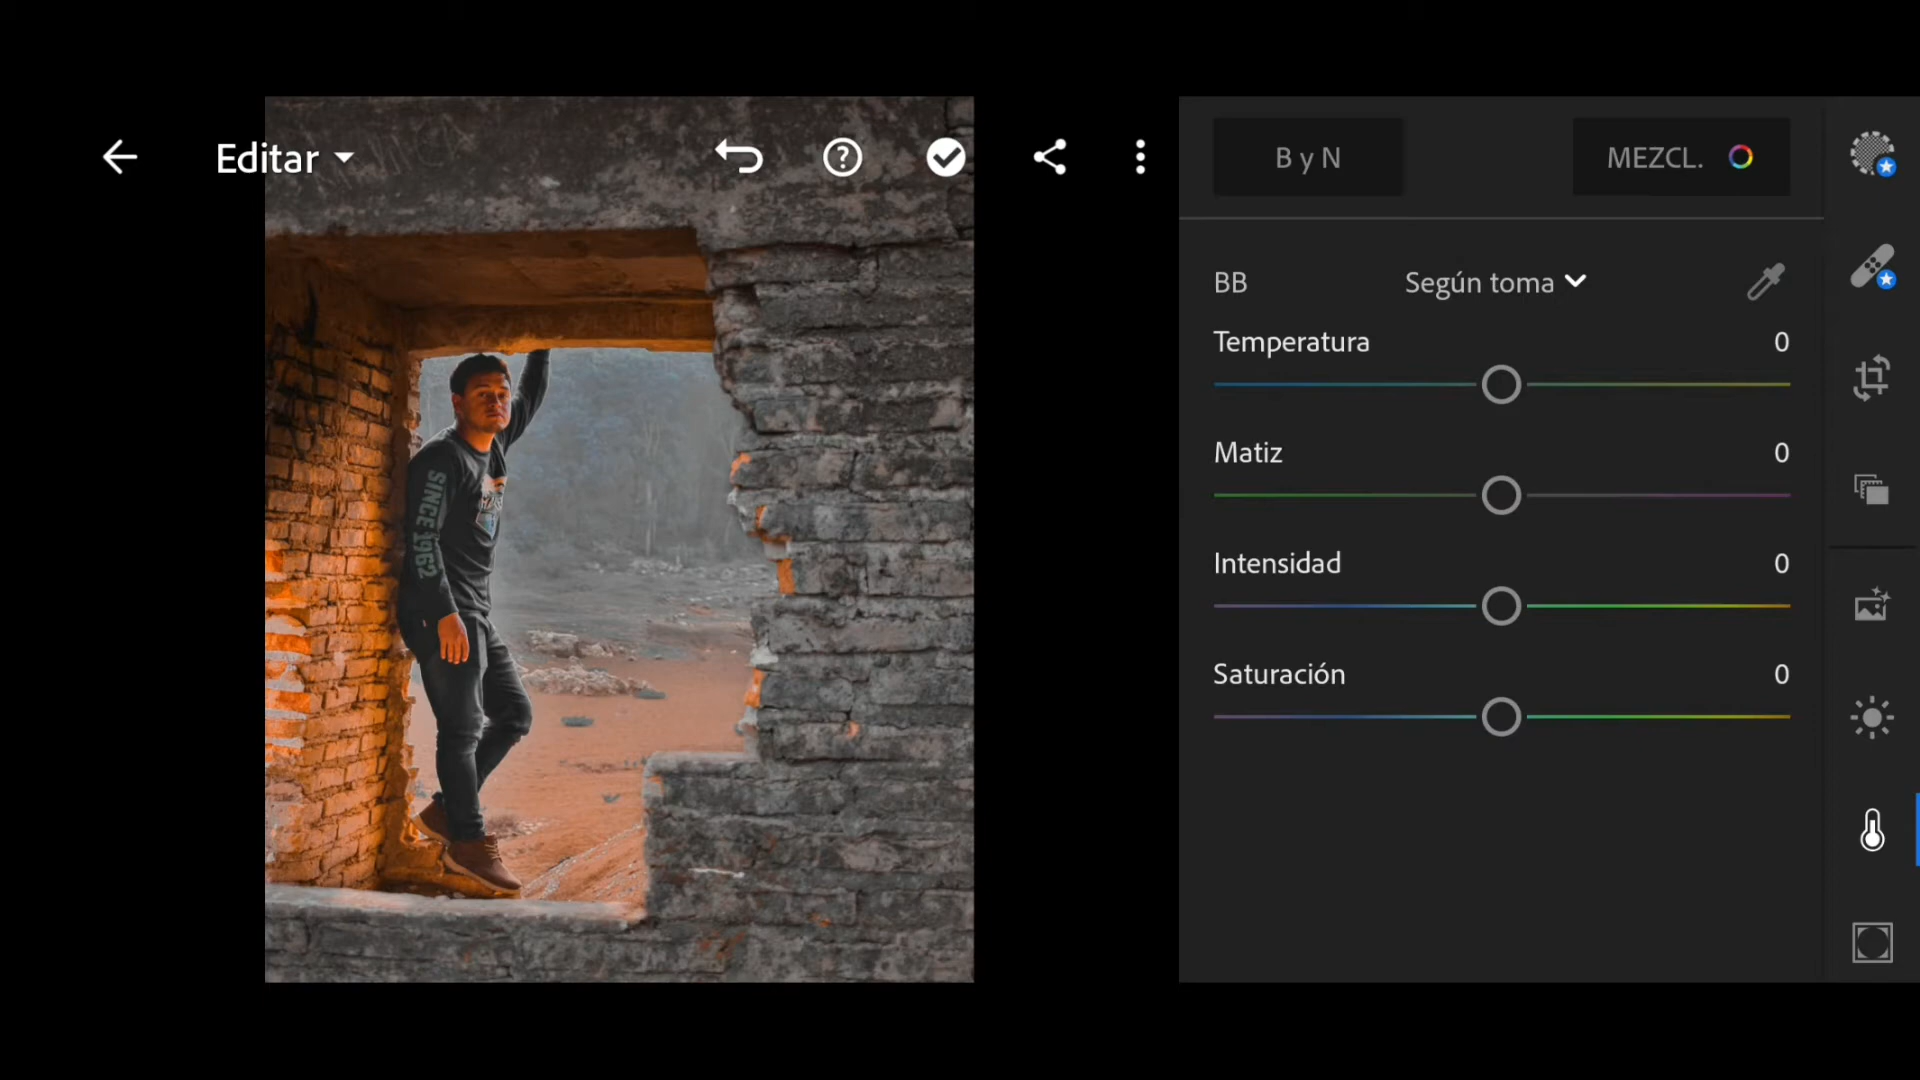 Editar
B y N
MEZCL.
BB
Según toma
Temperatura
0
Matiz
0
Intensidad
0
Saturación
0
SINCE 1962